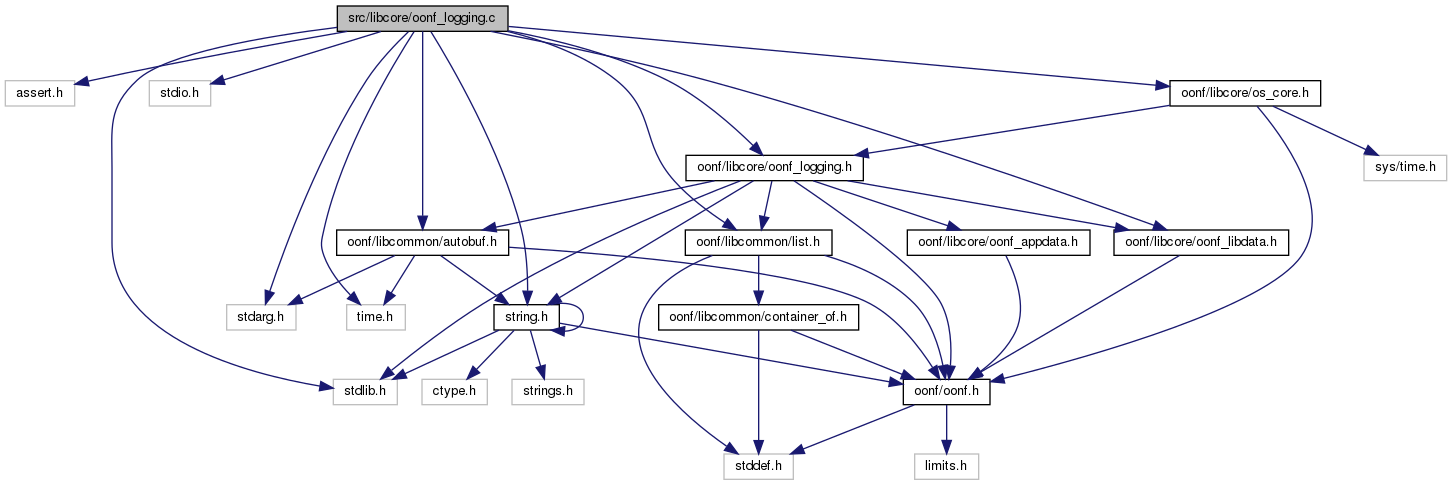 src/libcore/oonf_logging.c
assert.h
stdio.h
oonf/libcore/os_core.h
oonf/libcore/oonf_logging.h
sys/time.h
oonf/libcommon/autobuf.h
oonf/libcommon/list.h
oonf/libcore/oonf_appdata.h
oonf/libcore/oonf_libdata.h
stdarg.h
time.h
string.h
oonf/libcommon/container_of.h
stdlib.h
ctype.h
strings.h
oonf/oonf.h
stddef.h
limits.h